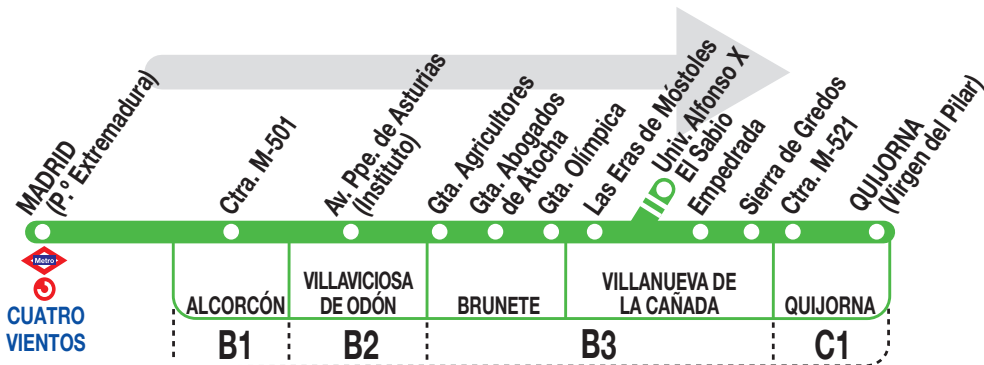 MADRID
(P.º Extremadura)
Ctra. M-501
Av. Ppe. de Asturias
(Instituto)
Gta. Agricultores
Gta. Abogados
de Atocha
Gta. Olímpica
Las Eras de Móstoles
Univ. Alfonso X
El Sabio
Empedrada
Sierra de Gredos
Ctra. M-521
QUIJORNA
(Virgen del Pilar)
Metro
CUATRO
VIENTOS
ALCORCÓN
VILLAVICIOSA
DE ODÓN
BRUNETE
VILLANUEVA DE
LA CAÑADA
QUIJORNA
B1
B2
B3
C1